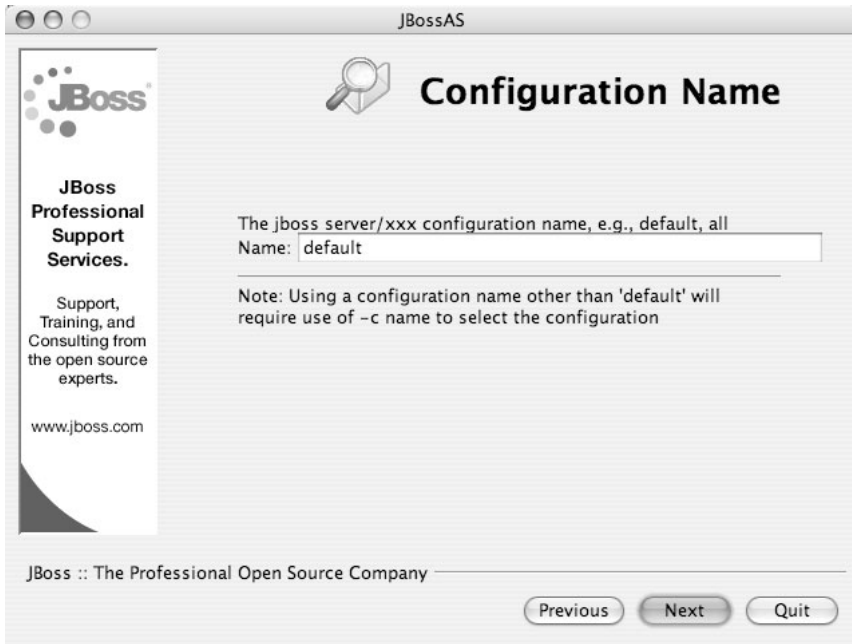 JBossAS
JBoss
Configuration Name
JBoss
Professional
Support
Services.
Support,
Training, and
Consulting from
the open source
experts.
www.jboss.com
The jboss server/xxx configuration name, e.g., default, all
Name: default
Note: Using a configuration name other than 'default' will
require use of -c name to select the configuration
JBoss :: The Professional Open Source Company
Previous Next Quit